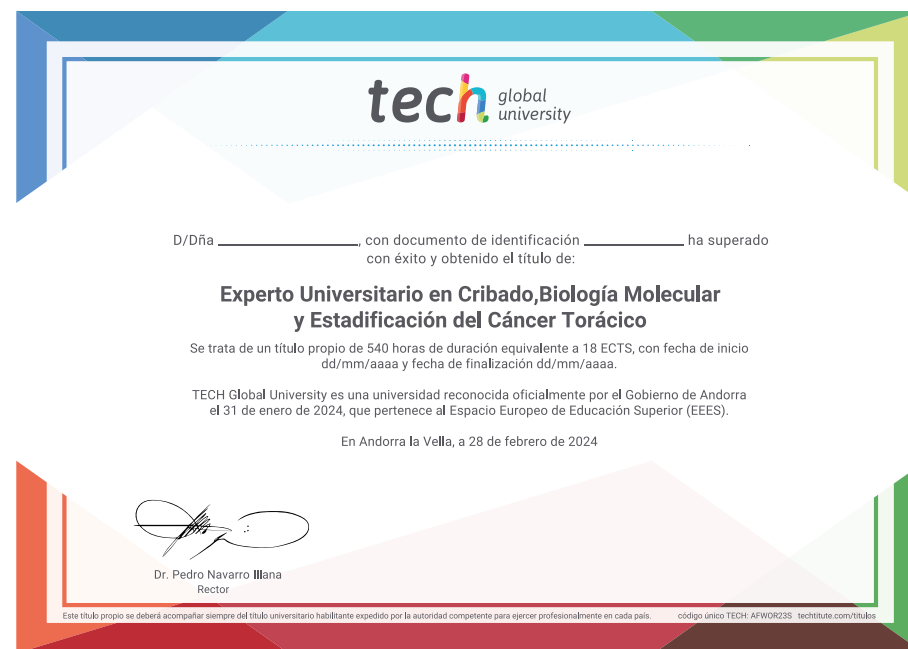 tech global university
D/Dña ____________, con documento de identificación ____________ ha superado
con éxito y obtenido el título de:
Experto Universitario en Cribado,Biología Molecular
y Estadificación del Cáncer Torácico
Se trata de un título propio de 540 horas de duración equivalente a 18 ECTS, con fecha de inicio
dd/mm/aaaa y fecha de finalización dd/mm/aaaa.
TECH Global University es una universidad reconocida oficialmente por el Gobierno de Andorra
el 31 de enero de 2024, que pertenece al Espacio Europeo de Educación Superior (EEES).
En Andorra la Vella, a 28 de febrero de 2024
Dr. Pedro Navarro Illana
Rector
Este título propio se deberá acompañar siempre del título universitario habilitante expedido por la autoridad competente para ejercer profesionalmente en cada país. código único TECH: AFWOR23S techtitute.com/titulos